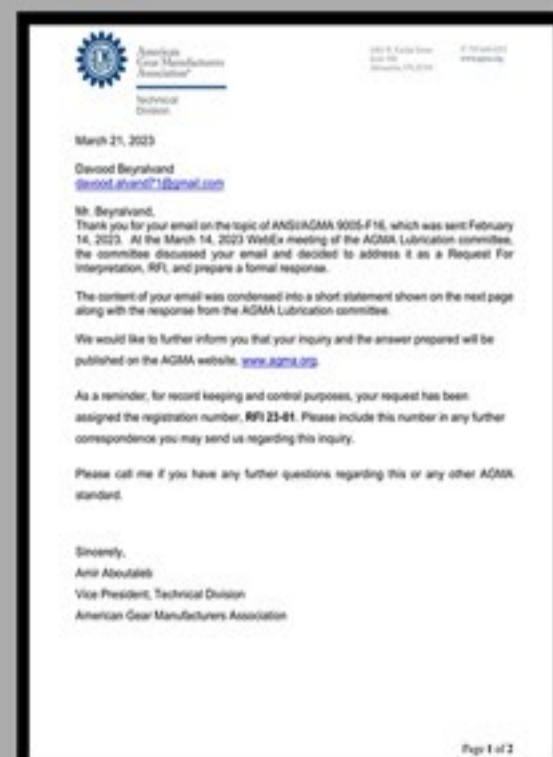 American
Gear Manufacturers
Association®
Technical
Division
www.agma.org
March 21, 2023
Davood Beyralvand
davood.alvand71@gmail.com
Mr. Beyralvand,
Thank you for your email on the topic of ANSI/AGMA 9005-F16, which was sent February
14, 2023. At the March 14, 2023 WebEx meeting of the AGMA Lubrication committee,
the committee discussed your email and decided to address it as a Request For
Interpretation, RFI, and prepare a formal response.
The content of your email was condensed into a short statement shown on the next page
along with the response from the AGMA Lubrication committee.
We would like to further inform you that your inquiry and the answer prepared will be
published on the AGMA website, www.agma.org.
As a reminder, for record keeping and control purposes, your request has been
assigned the registration number, RFI 23-01. Please include this number in any further
correspondence you may send us regarding this inquiry.
Please call me if you have any further questions regarding this or any other AGMA
standard.
Sincerely,
Amir Aboutaleb
Vice President, Technical Division
American Gear Manufacturers Association
Page 1 of 2